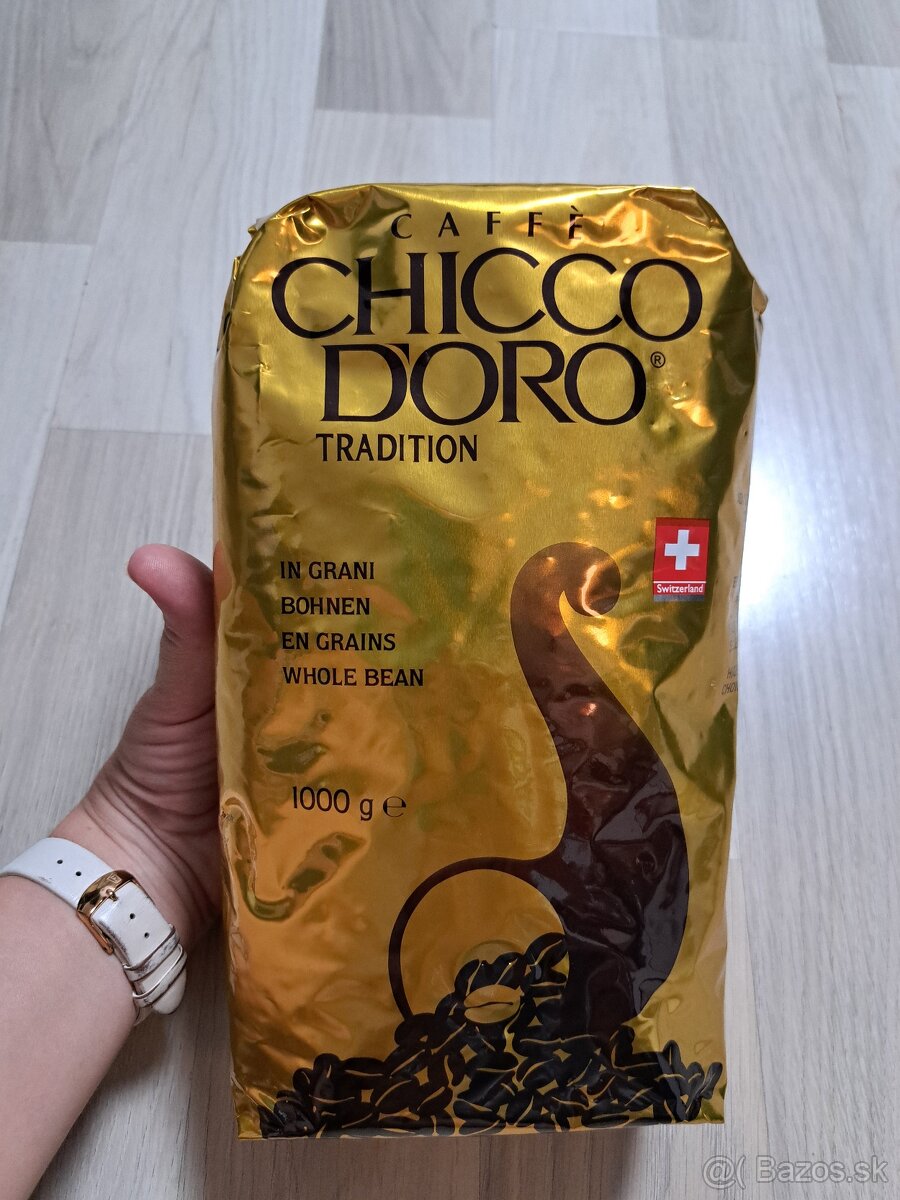 CAFFÈ
CHICCO
D'ORO®
TRADITION
Switzerland
IN GRANI
BOHNEN
EN GRAINS
WHOLE BEAN
1000 g ℮
@( Bazos.sk